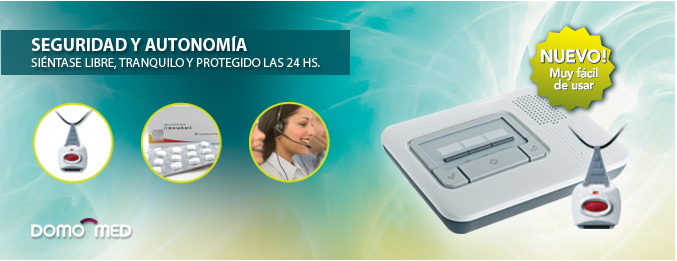 SEGURIDAD Y AUTONOMÍA
SIÉNTASE LIBRE, TRANQUILO Y PROTEGIDO LAS 24 HS.
NUEVO!
Muy fácil
de usar
DOMO MED